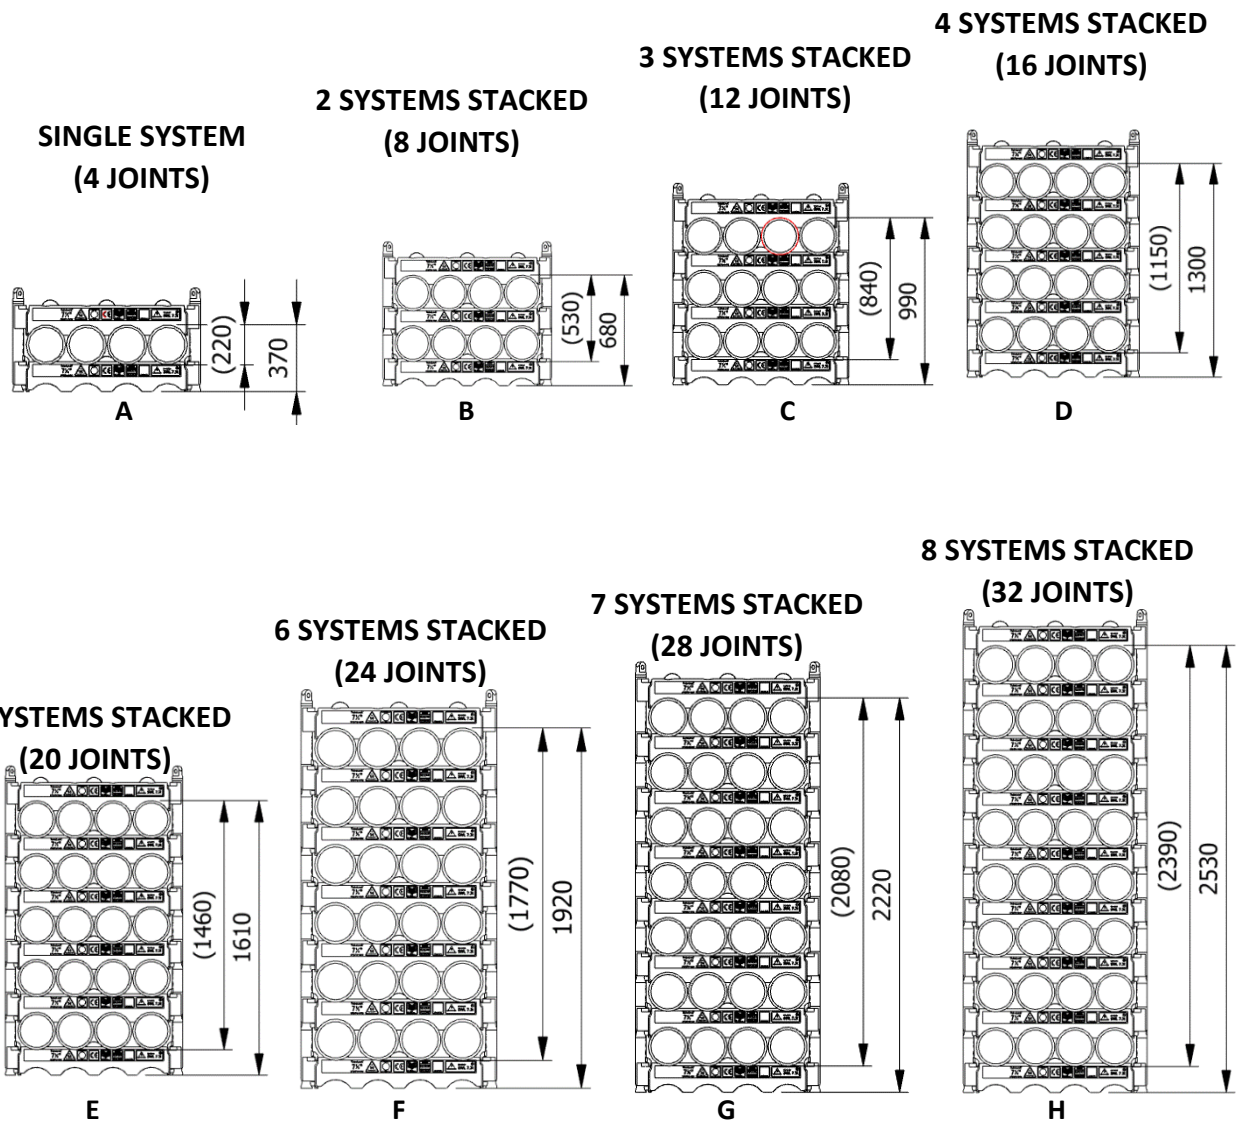 4 SYSTEMS STACKED
(16 JOINTS)
3 SYSTEMS STACKED
(12 JOINTS)
2 SYSTEMS STACKED
(8 JOINTS)
SINGLE SYSTEM
(4 JOINTS)
(220)
370
(530)
680
(840)
990
(1150)
1300
A
B
C
D
8 SYSTEMS STACKED
(32 JOINTS)
7 SYSTEMS STACKED
(28 JOINTS)
6 SYSTEMS STACKED
(24 JOINTS)
YSTEMS STACKED
(20 JOINTS)
(1460)
1610
(1770)
1920
(2080)
2220
(2390)
2530
E
F
G
H